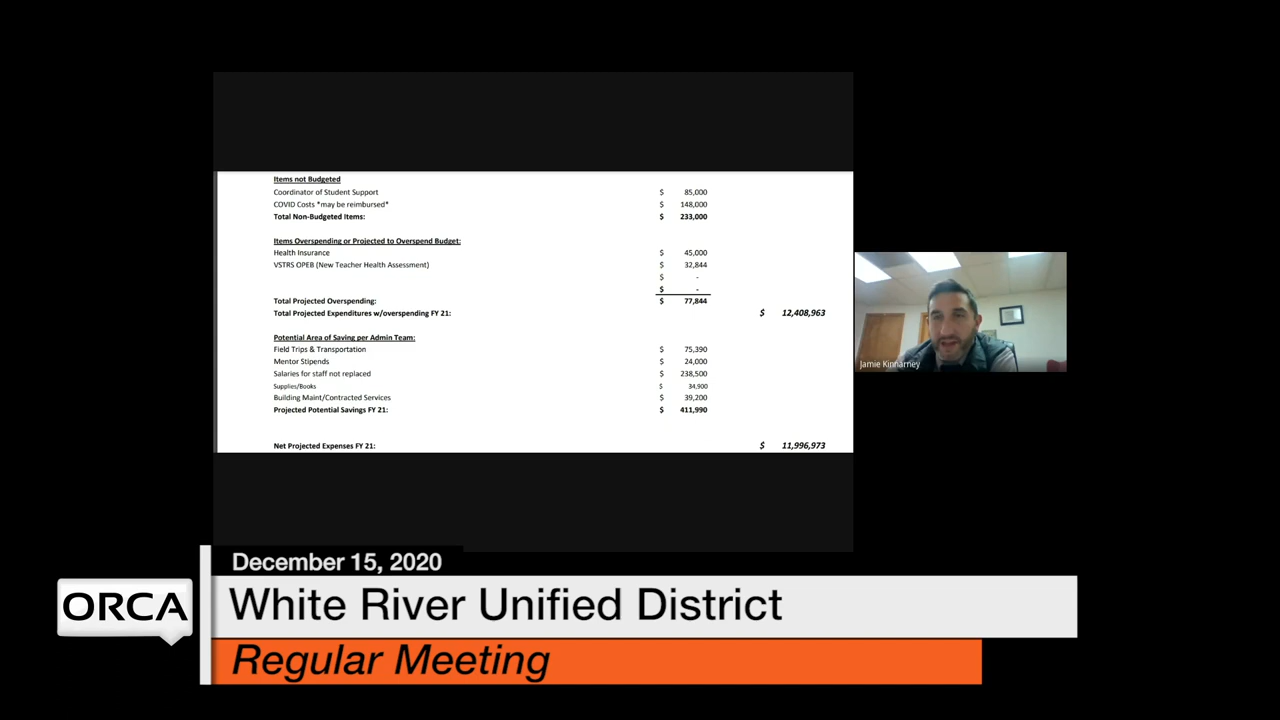 Items not Budgeted
Coordinator of Student Support $ 85,000
COVID Costs *may be reimbursed* $ 148,000
Total Non-Budgeted Items: $ 233,000
Items Overspending or Projected to Overspend Budget:
Health Insurance $ 45,000
VSTRS OPEB (New Teacher Health Assessment) $ 32,844
$ -
$ -
Total Projected Overspending: $ 77,844
Total Projected Expenditures w/overspending FY 21: $ 12,408,963
Potential Area of Saving per Admin Team:
Field Trips & Transportation $ 75,390
Mentor Stipends $ 24,000
Salaries for staff not replaced $ 238,500
Supplies/Books $ 34,900
Building Maint/Contracted Services $ 39,200
Projected Potential Savings FY 21: $ 411,990
Net Projected Expenses FY 21: $ 11,996,973
Jamie Kinnarney
December 15, 2020
ORCA
White River Unified District
Regular Meeting